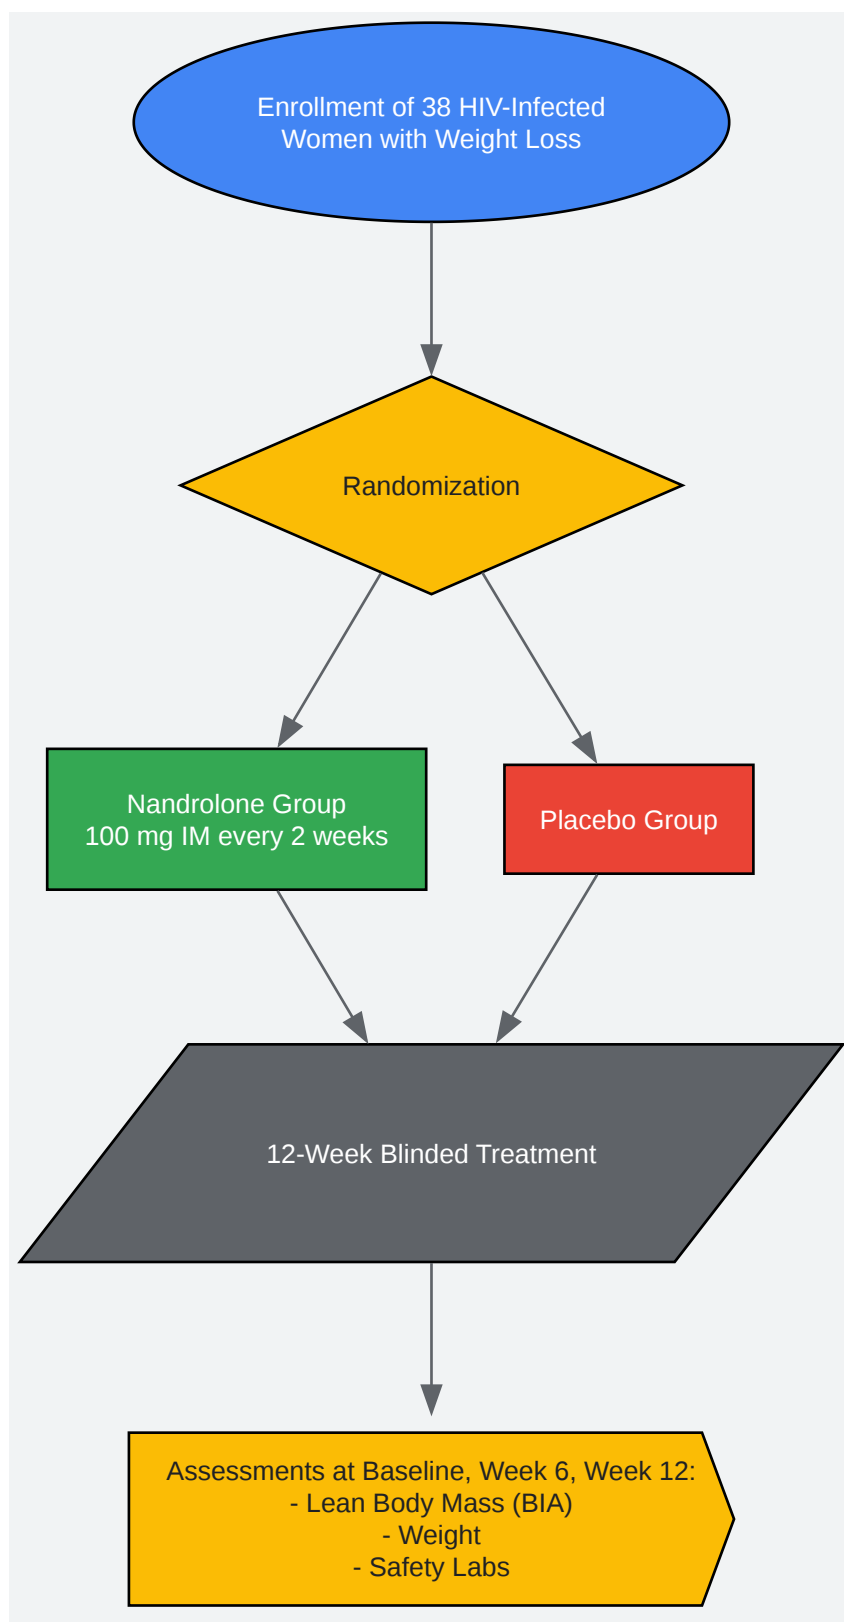 Enrollment of 38 HIV-Infected
Women with Weight Loss
Randomization
Nandrolone Group
100 mg IM every 2 weeks
Placebo Group
12-Week Blinded Treatment
Assessments at Baseline, Week 6, Week 12:
- Lean Body Mass (BIA)
- Weight
- Safety Labs